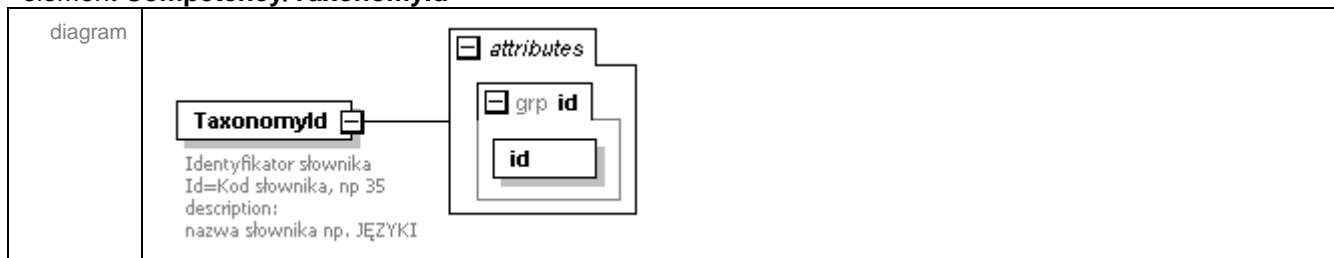 element Competency/TaxonomyId
diagram
attributes
grp id
TaxonomyId
id
Identyfikator słownika
Id=Kod słownika, np 35
description:
nazwa słownika np. JĘZYKI